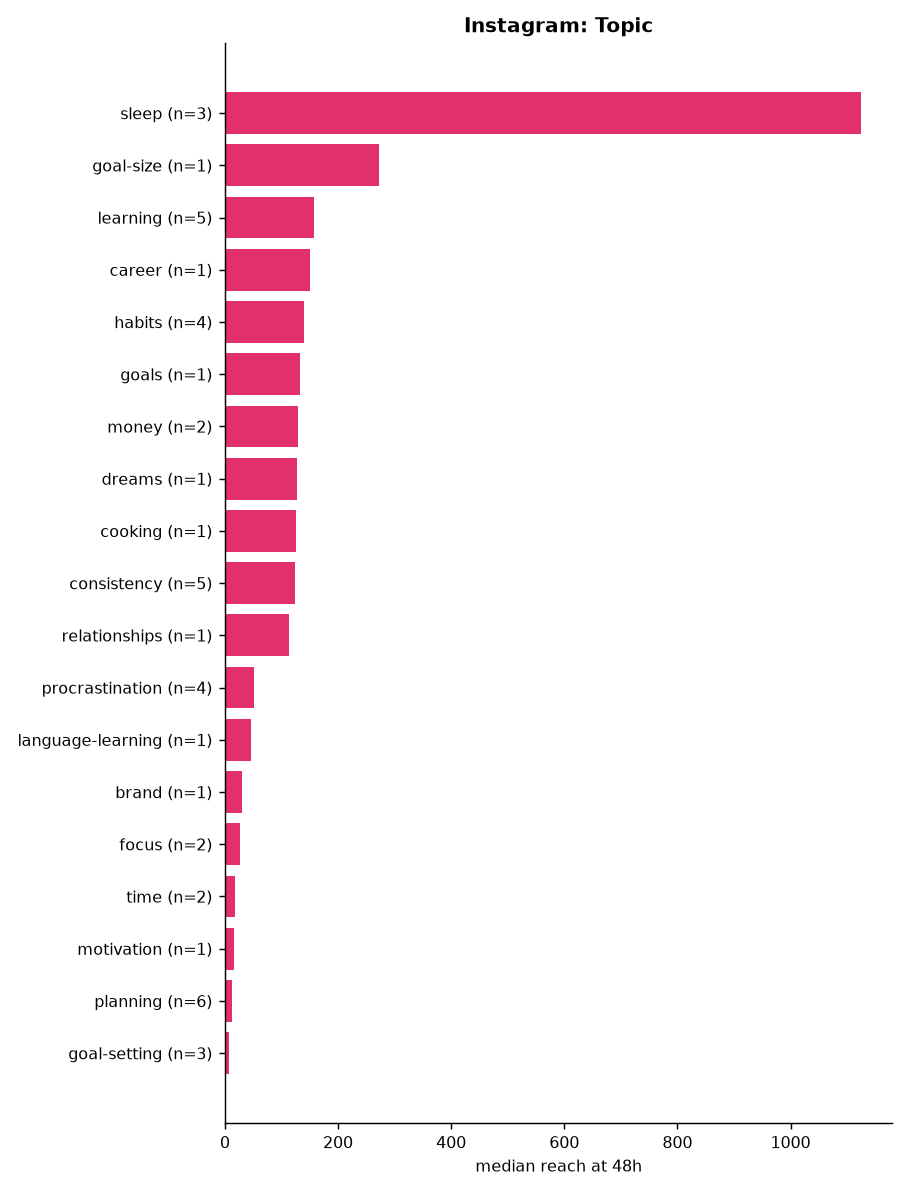 Instagram: Topic
sleep (n=3)
goal-size (n=1)
learning (n=5)
career (n=1)
habits (n=4)
goals (n=1)
money (n=2)
dreams (n=1)
cooking (n=1)
consistency (n=5)
relationships (n=1)
procrastination (n=4)
language-learning (n=1)
brand (n=1)
focus (n=2)
time (n=2)
motivation (n=1)
planning (n=6)
goal-setting (n=3)
0 200 400 600 800 1000
median reach at 48h